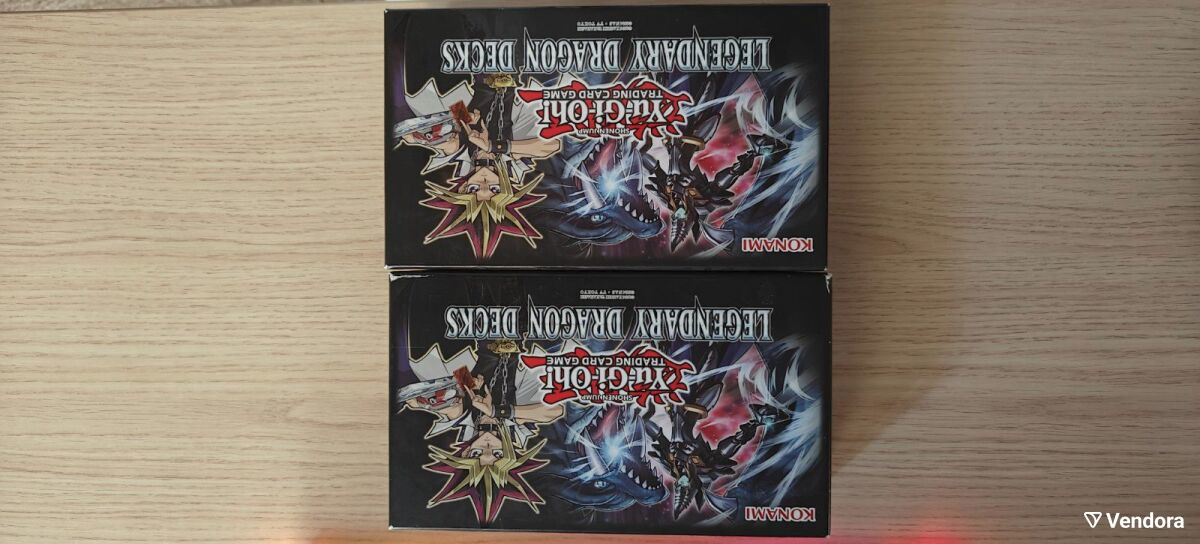 KONAMI
SHONEN JUMP
Yu-Gi-Oh!
TRADING CARD GAME
LEGENDARY DRAGON DECKS
KONAMI
SHONEN JUMP
Yu-Gi-Oh!
TRADING CARD GAME
LEGENDARY DRAGON DECKS
Vendora